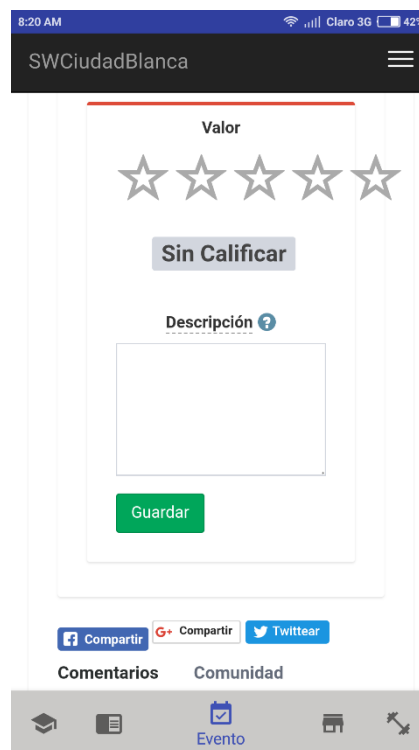 8:20 AM Claro 3G 42%
SWCiudadBlanca
Valor
Sin Calificar
Descripción ?
Guardar
Compartir G+ Compartir Twittear
Comentarios Comunidad
Evento